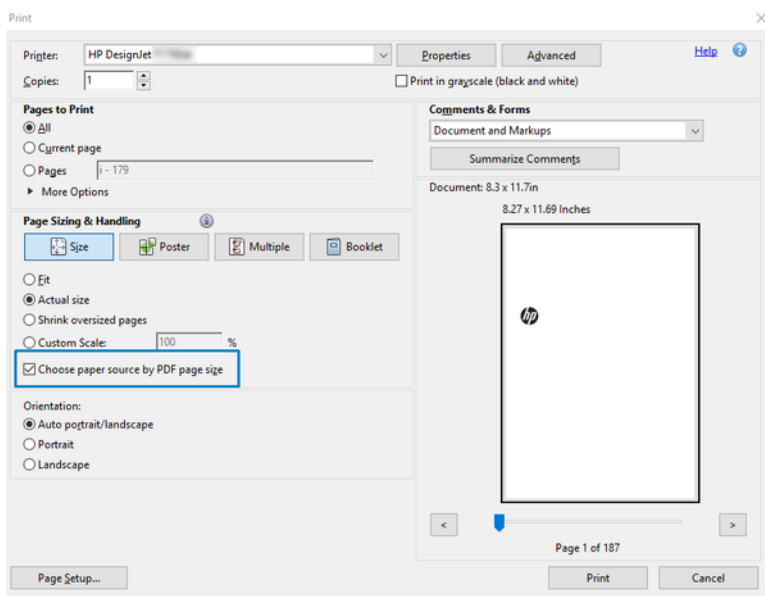 Print
Printer: HP DesignJet
Properties
Advanced
Help
Copies: 1
Print in grayscale (black and white)
Pages to Print
All
Current page
Pages i - 179
More Options
Comments & Forms
Document and Markups
Summarize Comments
Page Sizing & Handling
Size
Poster
Multiple
Booklet
Fit
Actual size
Shrink oversized pages
Custom Scale: 100 %
Choose paper source by PDF page size
Orientation:
Auto portrait/landscape
Portrait
Landscape
Document: 8.3 x 11.7in
8.27 x 11.69 Inches
hp
<
>
Page 1 of 187
Page Setup...
Print
Cancel